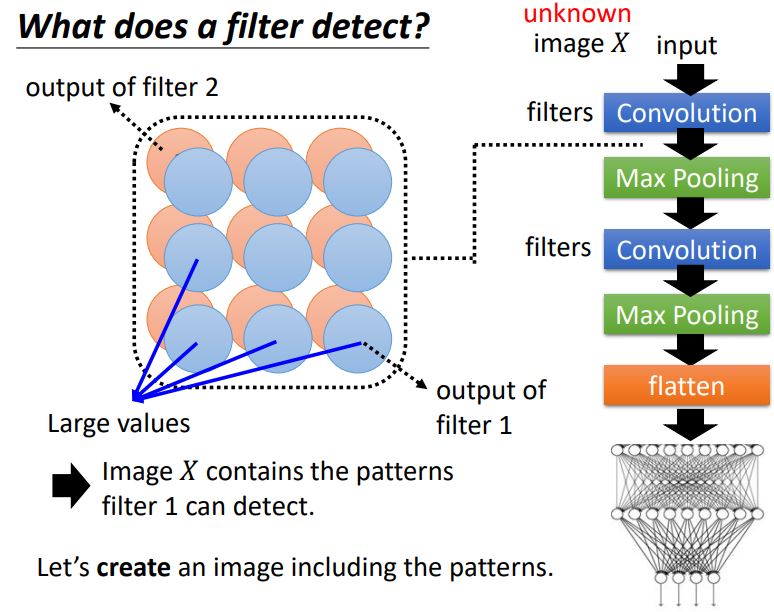 What does a filter detect?
unknown
image X
input
output of filter 2
filters
Convolution
Max Pooling
filters
Convolution
Max Pooling
flatten
output of
filter 1
Large values
Image X contains the patterns
filter 1 can detect.
Let's create an image including the patterns.